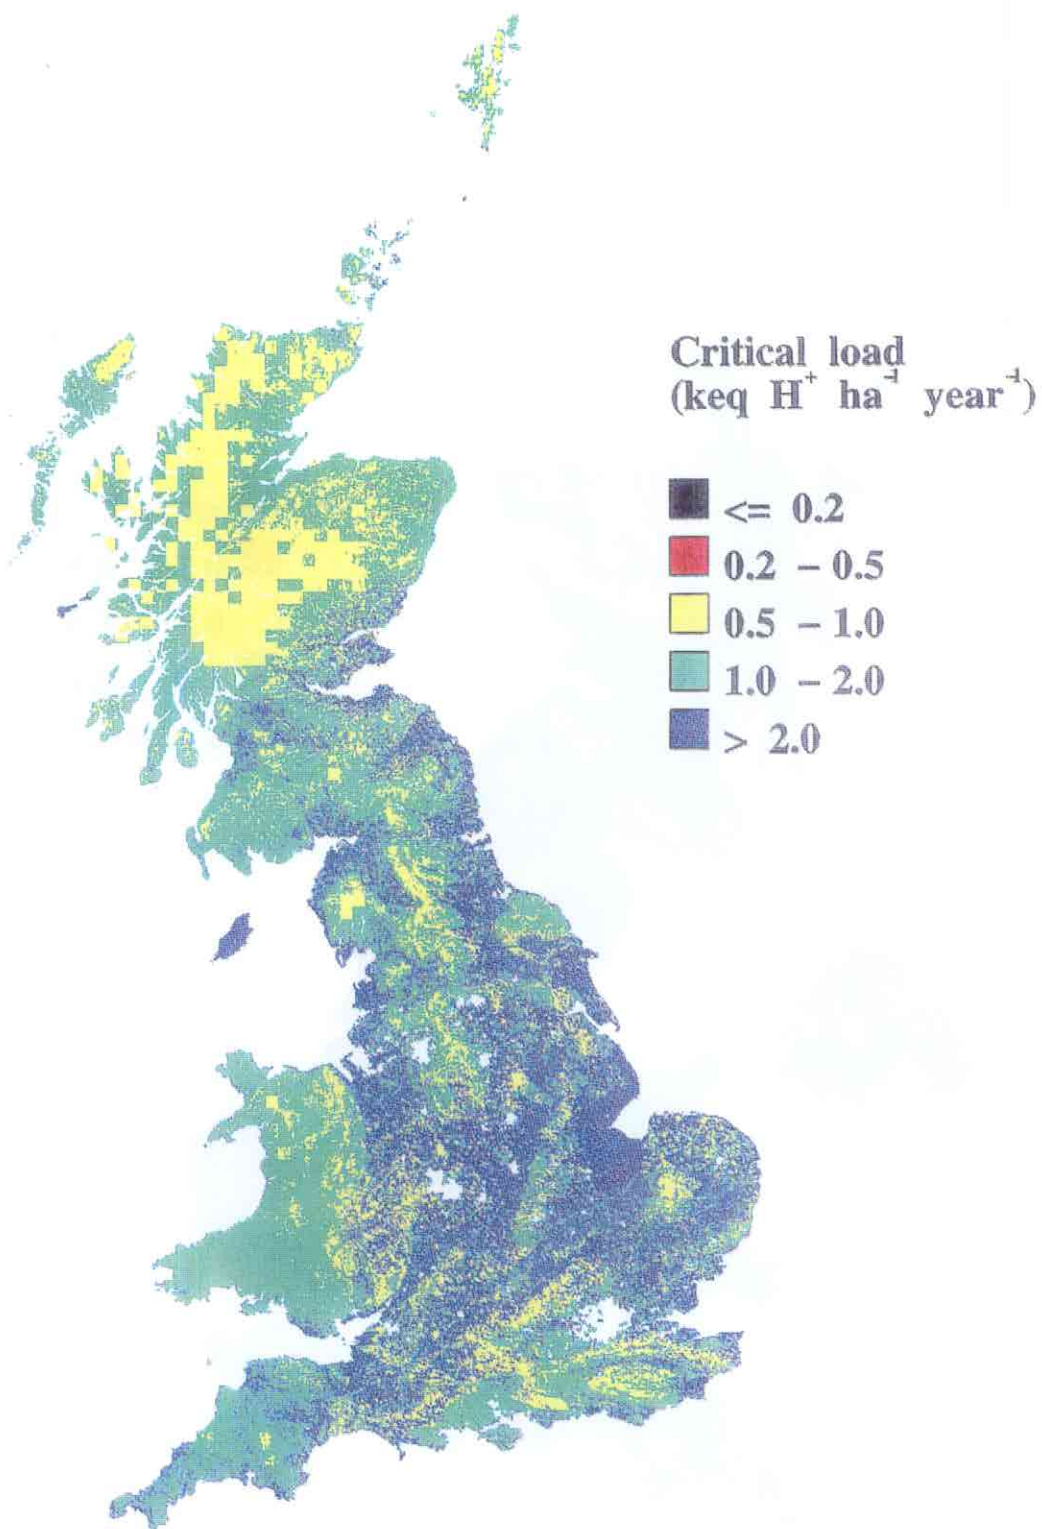 Critical load
(keq H⁺ ha⁻¹ year⁻¹)
<= 0.2
0.2 – 0.5
0.5 – 1.0
1.0 – 2.0
> 2.0